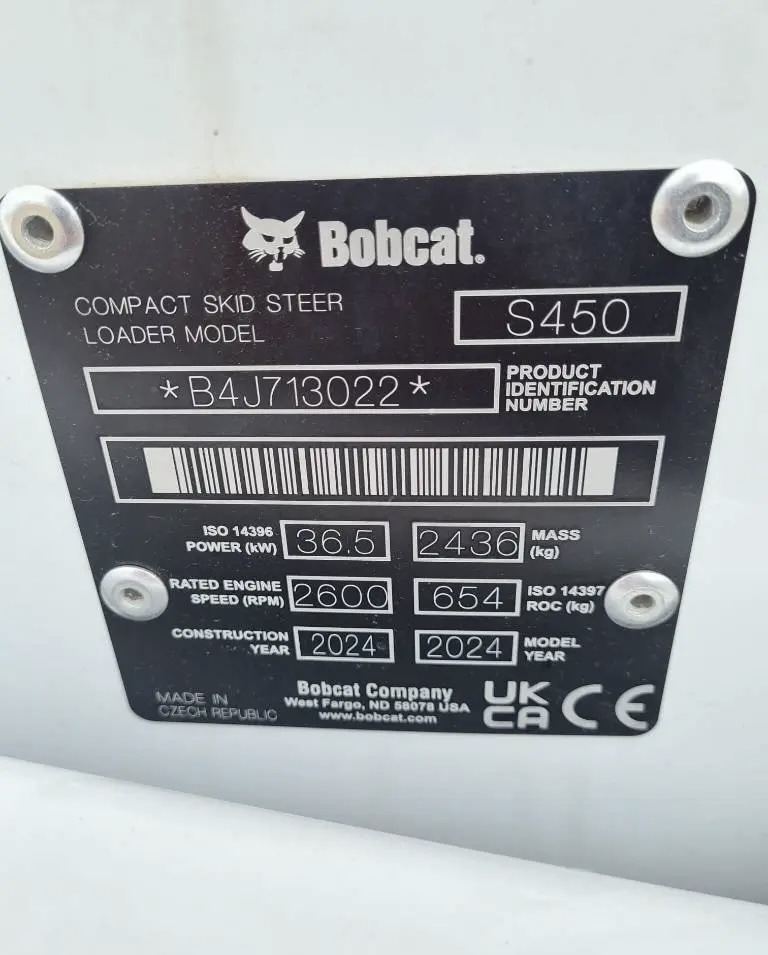 Bobcat.
COMPACT SKID STEER
LOADER MODEL
S450
*B4J713022*
PRODUCT
IDENTIFICATION
NUMBER
ISO 14396
POWER (kW)
36.5
2436
MASS
(kg)
RATED ENGINE
SPEED (RPM)
2600
654
ISO 14397
ROC (kg)
CONSTRUCTION
YEAR
2024
2024
MODEL
YEAR
MADE IN
CZECH REPUBLIC
Bobcat Company
West Fargo, ND 58078 USA
www.bobcat.com
UK
CA
CE